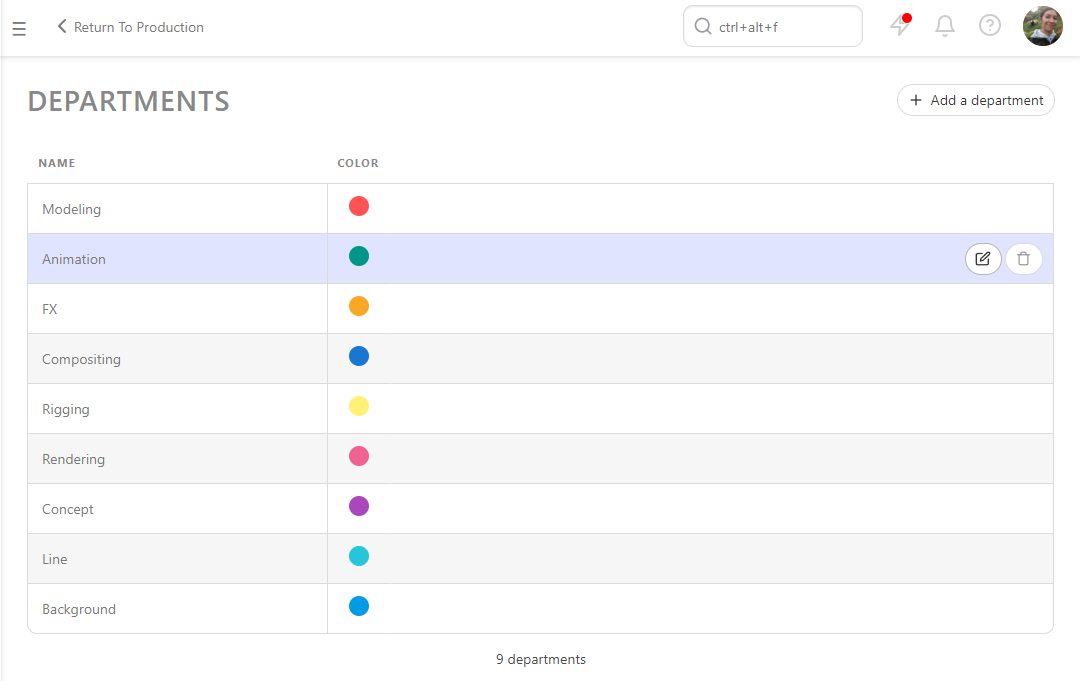 Return To Production
ctrl+alt+f
DEPARTMENTS
Add a department
NAME COLOR
Modeling
Animation
FX
Compositing
Rigging
Rendering
Concept
Line
Background
9 departments